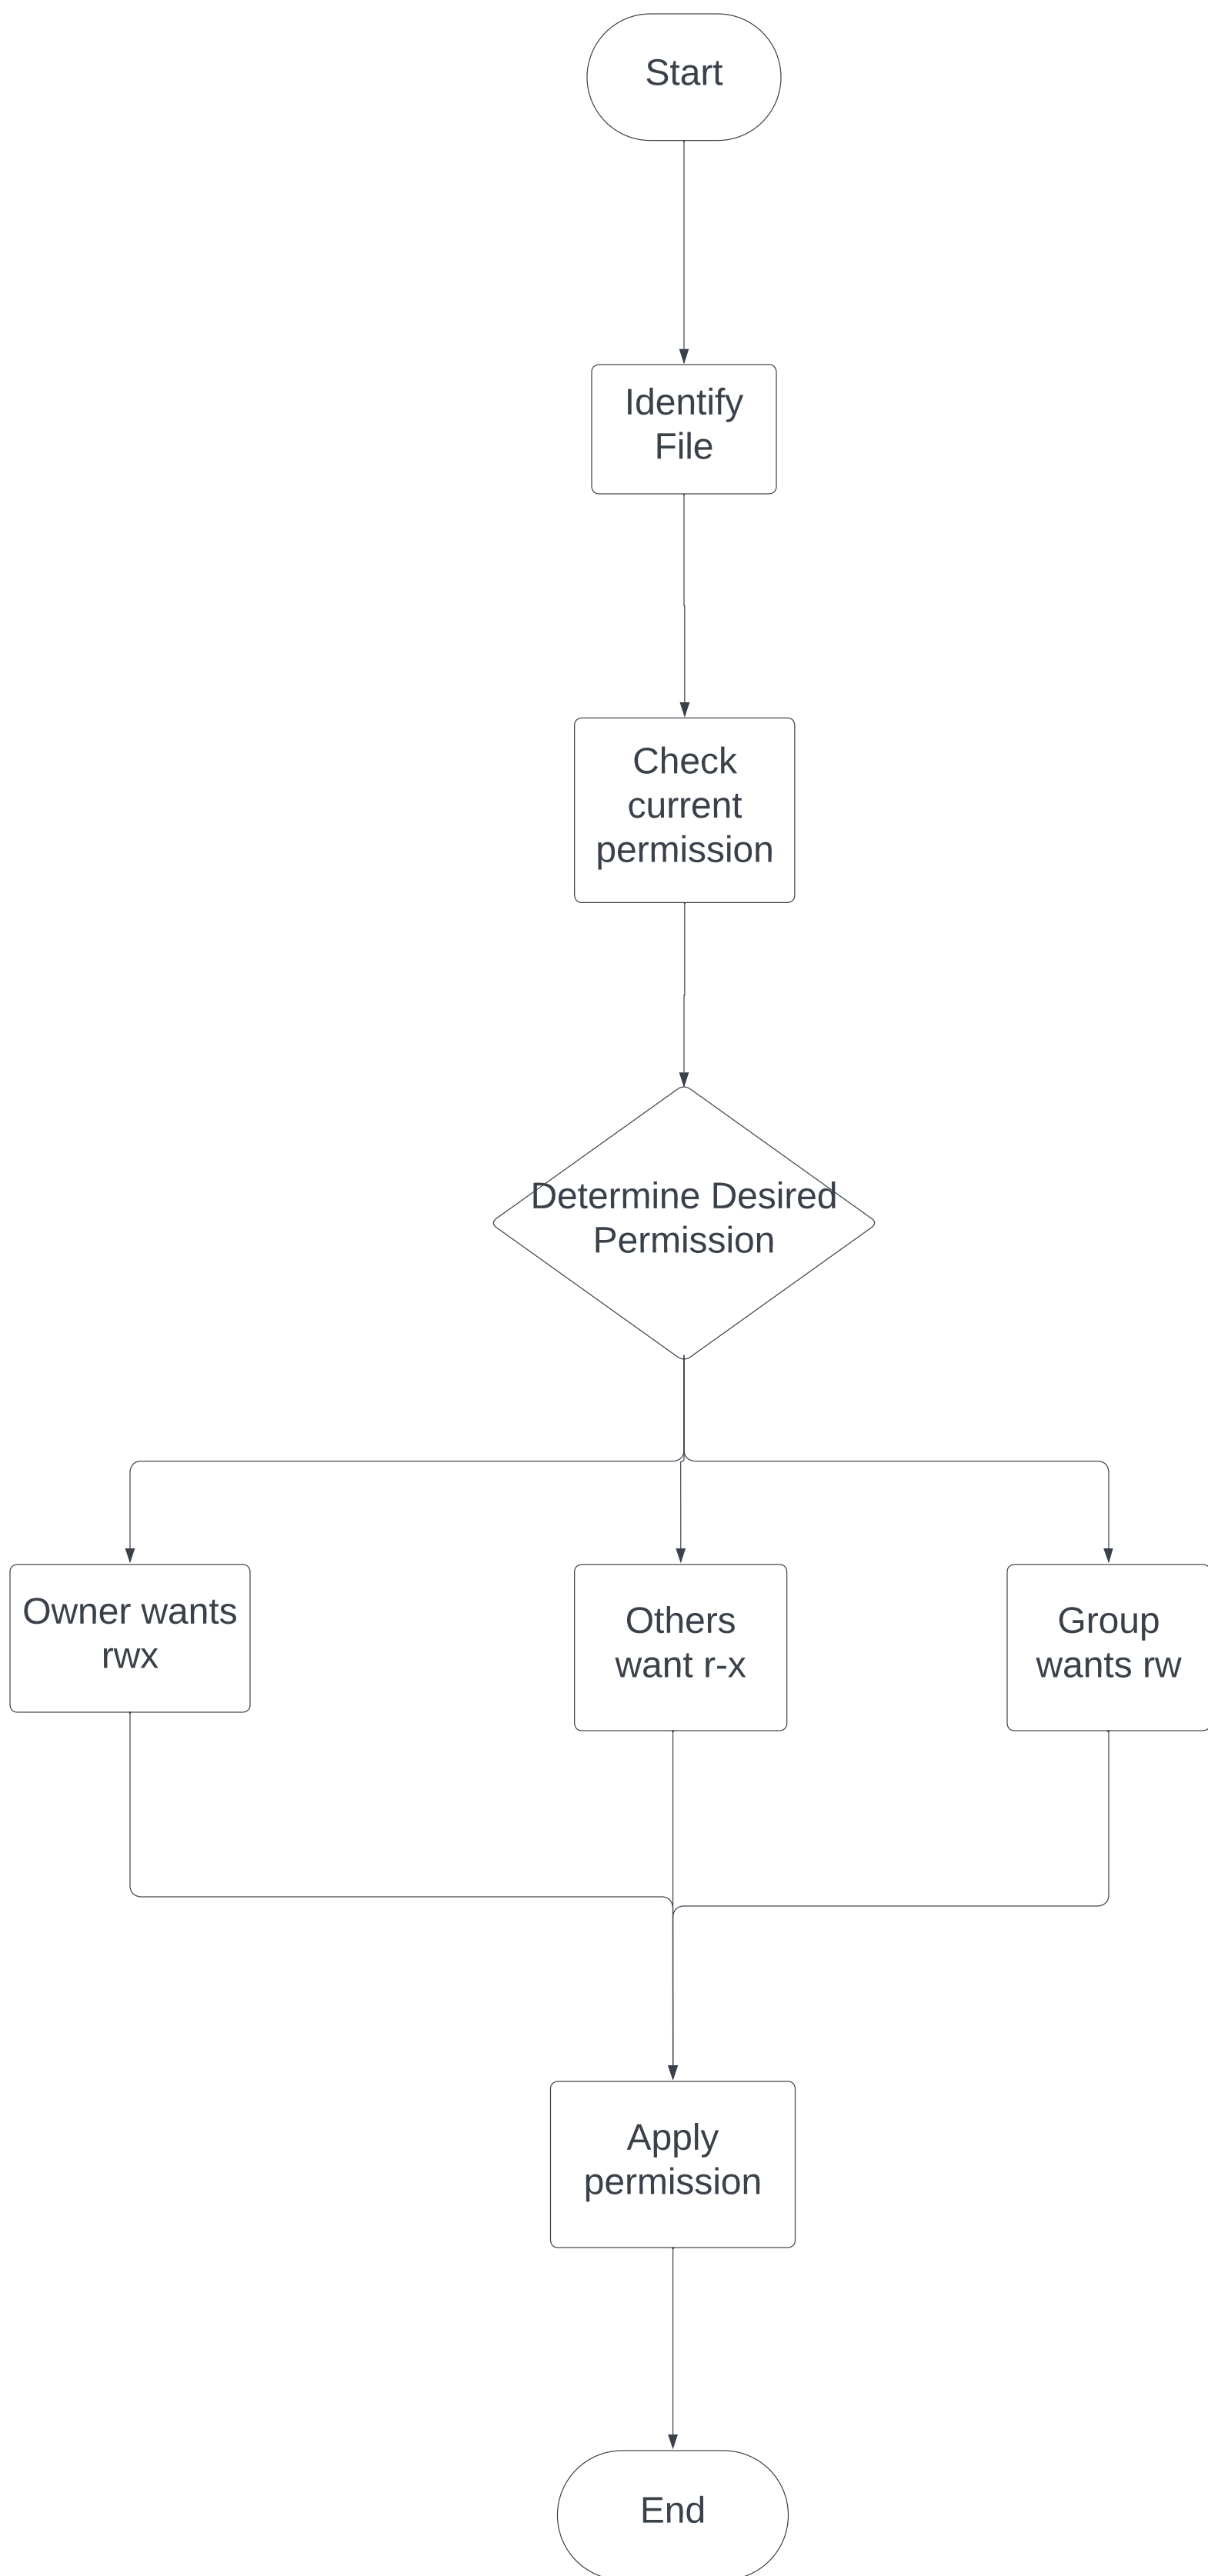 Start
Identify
File
Check
current
permission
Determine Desired
Permission
Owner wants
rwx
Others
want r-x
Group
wants rw
Apply
permission
End